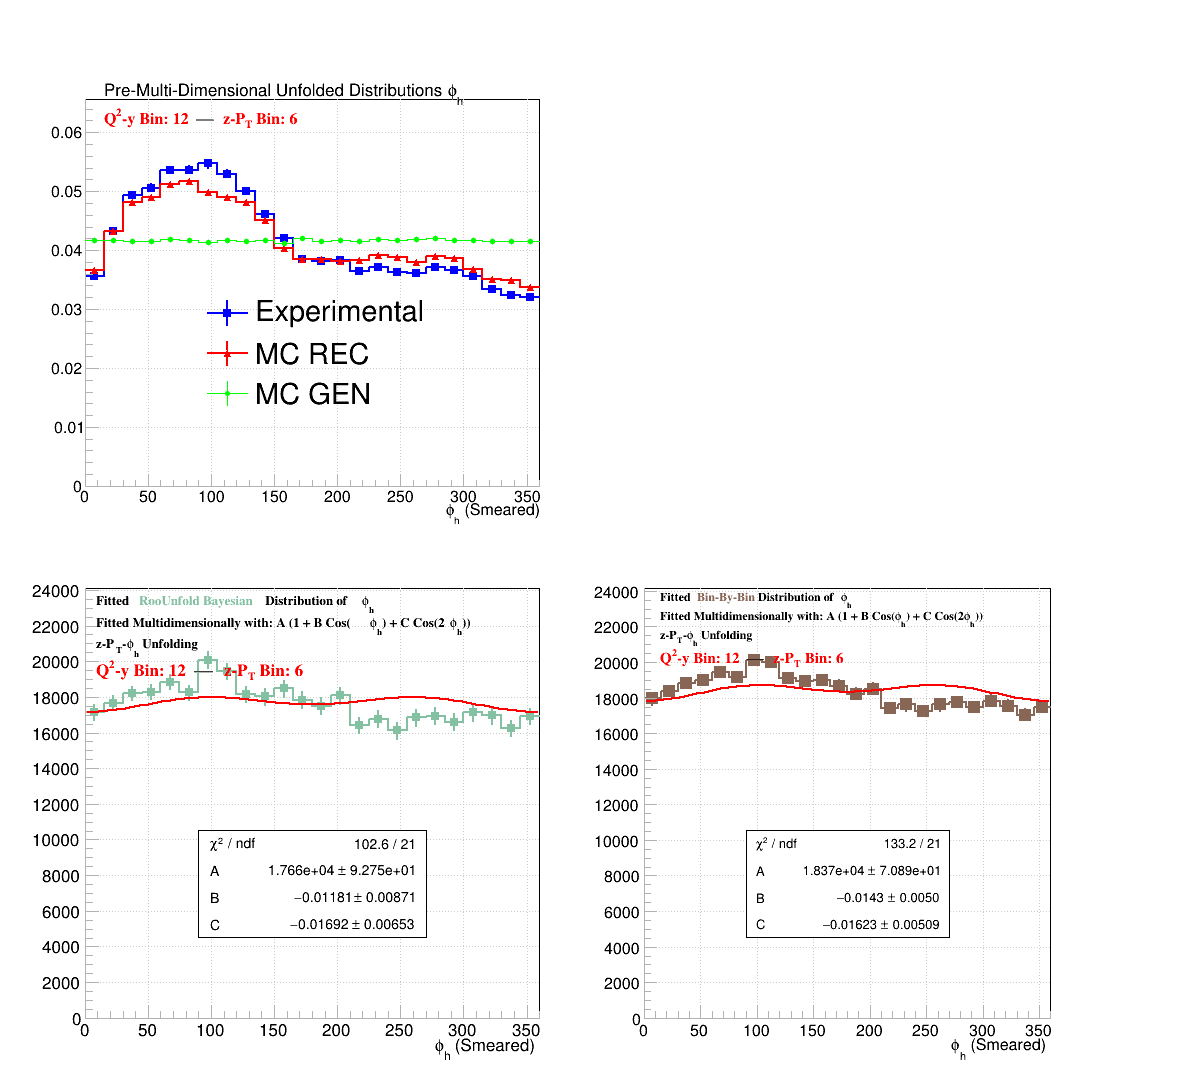 Pre-Multi-Dimensional Unfolded Distributions ϕh
Q2-y Bin: 12 — z-PT Bin: 6
0.06
0.05
0.04
0.03
0.02
0.01
0
Experimental
MC REC
MC GEN
0 50 100 150 200 250 300 350
ϕh (Smeared)
Fitted RooUnfold Bayesian Distribution of ϕh
Fitted Multidimensionally with: A (1 + B Cos( ϕh) + C Cos(2 ϕh))
z-PT-ϕh Unfolding
Q2-y Bin: 12 — z-PT Bin: 6
24000
22000
20000
18000
16000
14000
12000
10000
8000
6000
4000
2000
0
χ2 / ndf 102.6 / 21
A 1.766e+04 ± 9.275e+01
B −0.01181 ± 0.00871
C −0.01692 ± 0.00653
0 50 100 150 200 250 300 350
ϕh (Smeared)
Fitted Bin-By-Bin Distribution of ϕh
Fitted Multidimensionally with: A (1 + B Cos(ϕh) + C Cos(2ϕh))
z-PT-ϕh Unfolding
Q2-y Bin: 12 — z-PT Bin: 6
24000
22000
20000
18000
16000
14000
12000
10000
8000
6000
4000
2000
0
χ2 / ndf 133.2 / 21
A 1.837e+04 ± 7.089e+01
B −0.0143 ± 0.0050
C −0.01623 ± 0.00509
0 50 100 150 200 250 300 350
ϕh (Smeared)